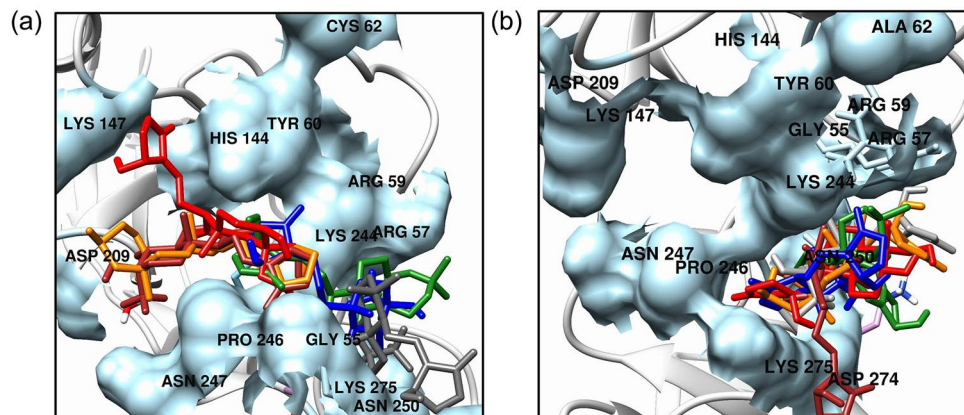 (a)
CYS 62
LYS 147
TYR 60
HIS 144
ARG 59
LYS 244
ARG 57
ASP 209
PRO 246
GLY 55
ASN 247
LYS 275
ASN 250
(b)
ALA 62
HIS 144
ASP 209
TYR 60
LYS 147
ARG 59
GLY 55
ARG 57
LYS 244
ASN 247
ASN 250
PRO 246
LYS 275
ASP 274